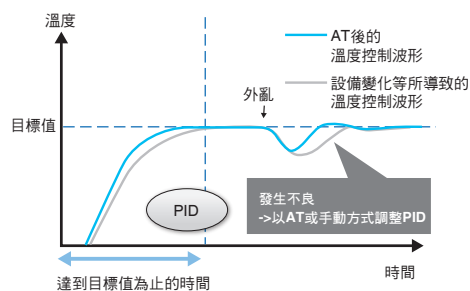 溫度
AT後的
溫度控制波形
設備變化等所導致的
溫度控制波形
外亂
目標值
發生不良
->以AT或手動方式調整PID
PID
時間
達到目標值為止的時間